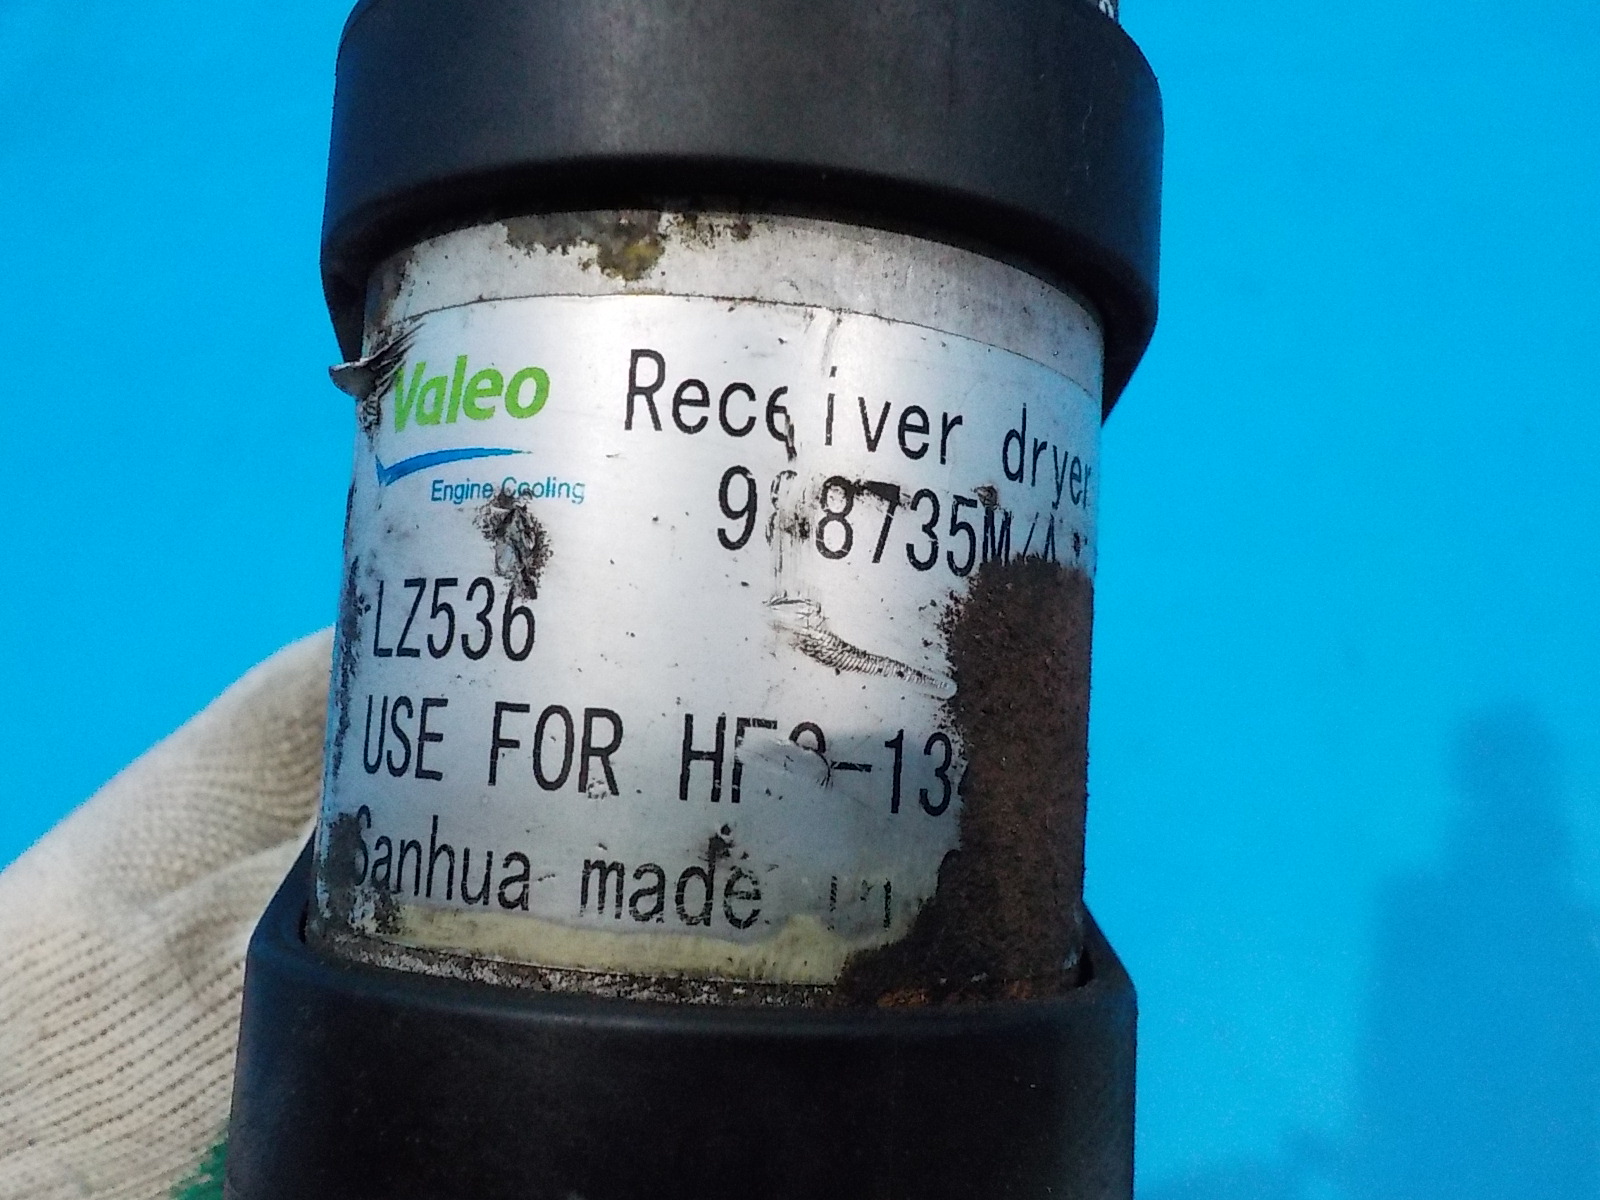 Valeo Receiver dryer
Engine Cooling
LZ536
USE FOR
Sanhua made